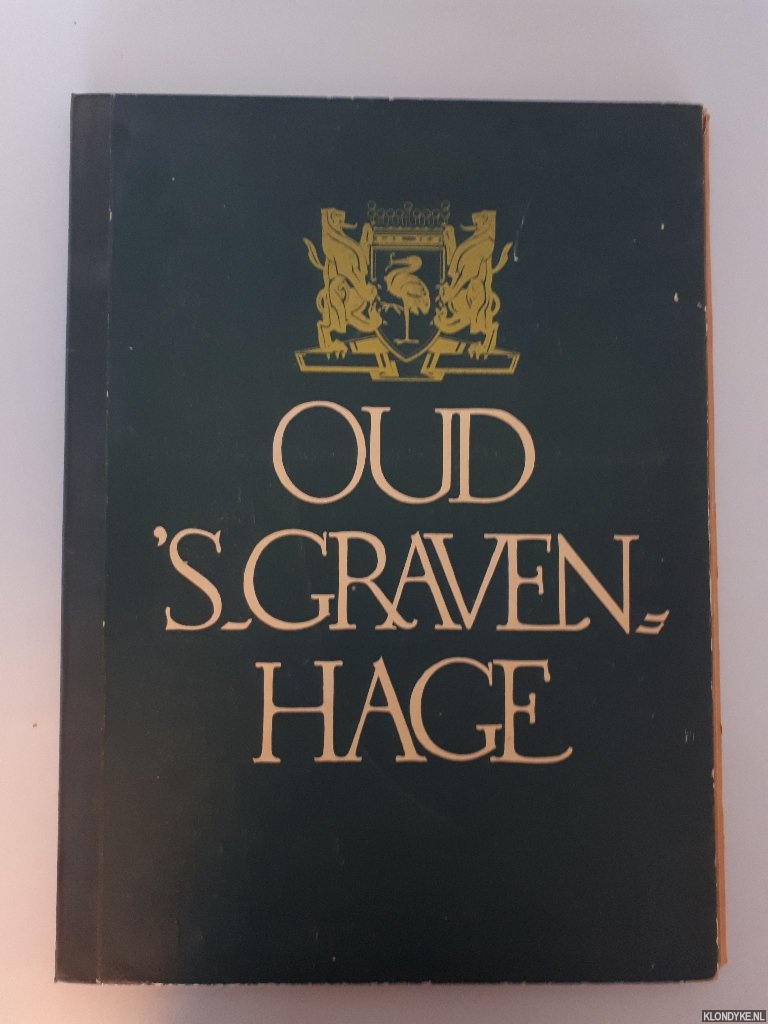 OUD
'S-GRAVEN=
HAGE
KLONDYKE.NL